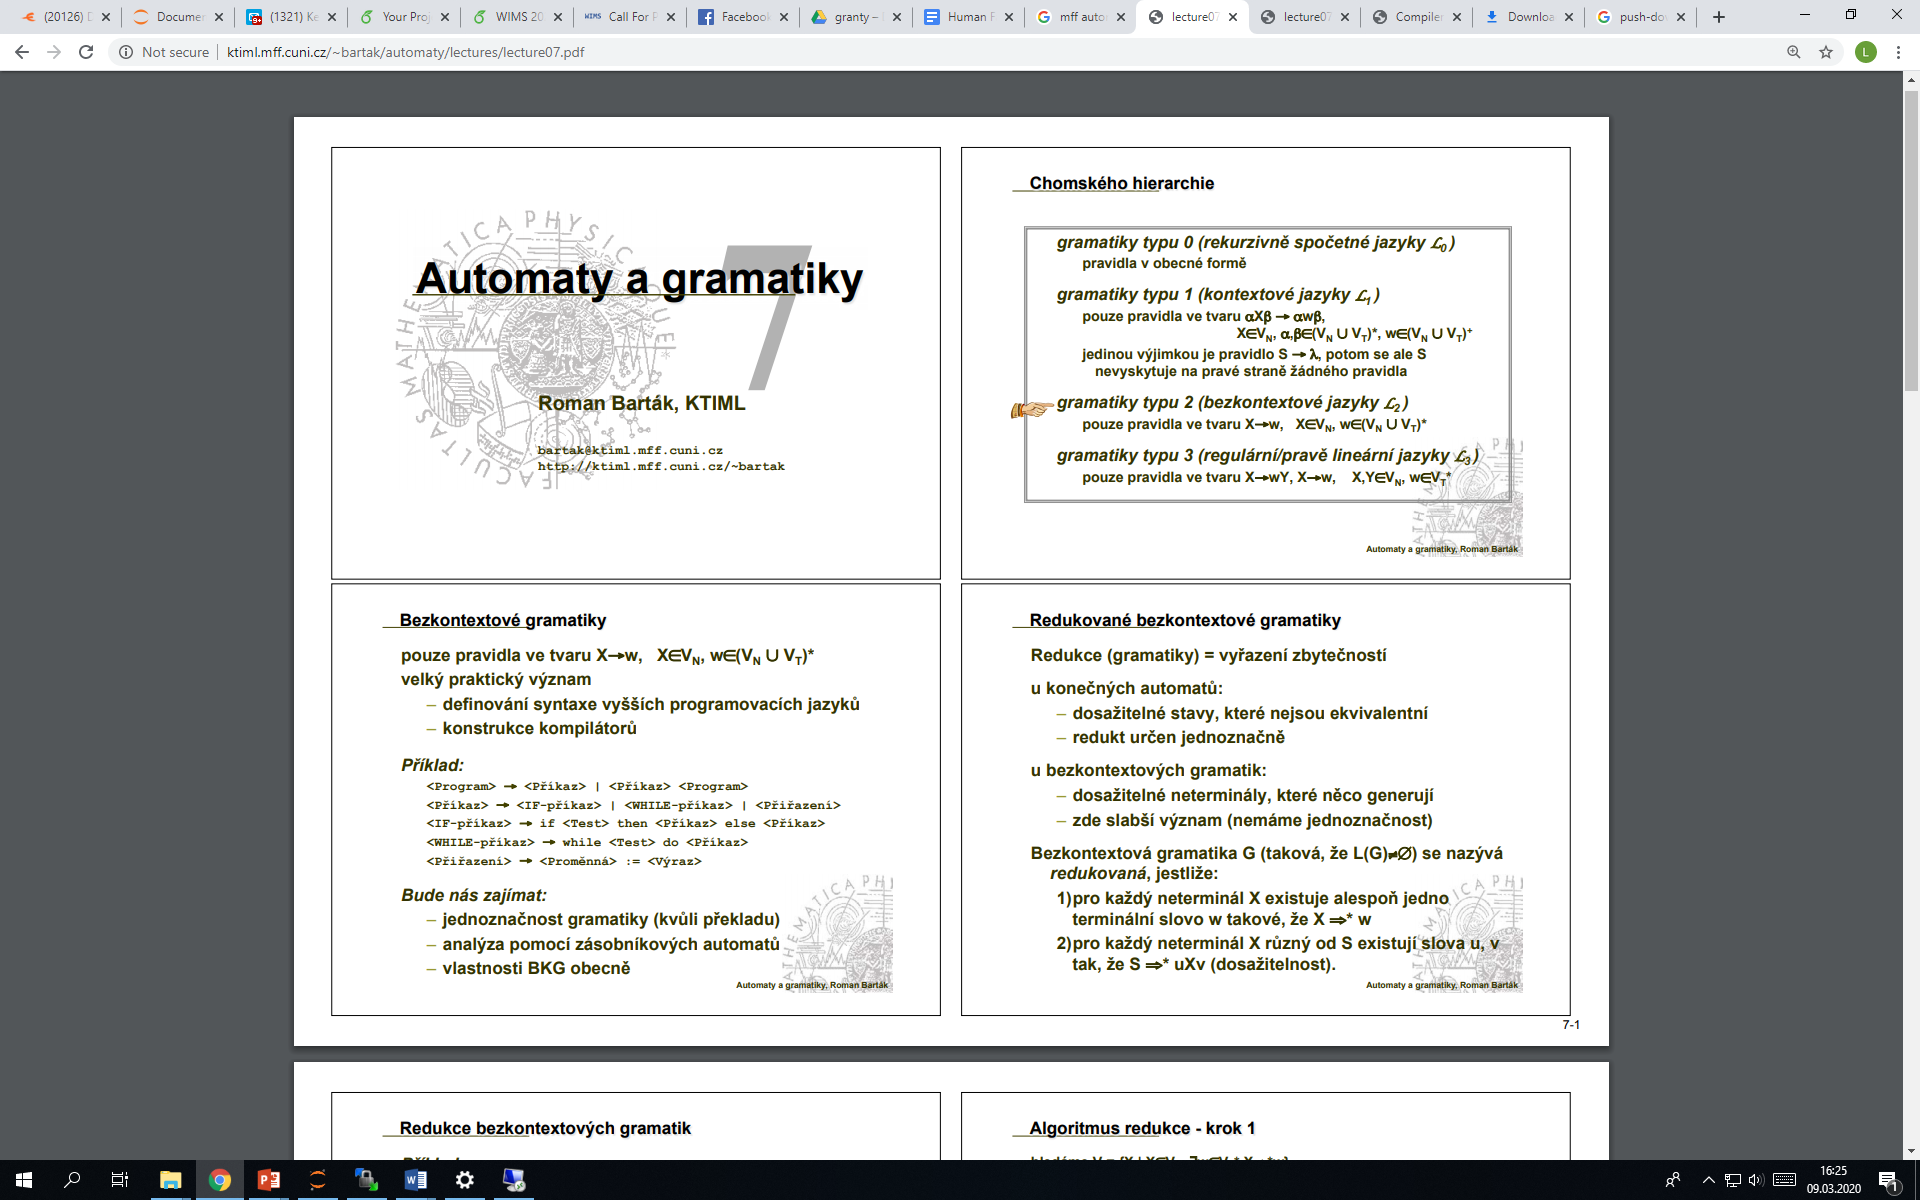 (20126) D
Documen
(1321) Ke
Your Proj
WIMS 20
Call For P
Facebook
granty –
Human F
mff auto
lecture07
lecture07
Compiler
Downloa
push-dov
Not secure
ktiml.mff.cuni.cz/~bartak/automaty/lectures/lecture07.pdf
L
MATHEMATICA PHYSICAQUE FACULTAS
7
Automaty a gramatiky
Roman Barták, KTIML
bartak@ktiml.mff.cuni.cz
http://ktiml.mff.cuni.cz/~bartak
Chomského hierarchie
gramatiky typu 0 (rekurzivně spočetné jazyky ℒ0)
pravidla v obecné formě
gramatiky typu 1 (kontextové jazyky ℒ1)
pouze pravidla ve tvaru αXβ → αwβ,
X∈VN, α,β∈(VN ∪ VT)*, w∈(VN ∪ VT)+
jedinou výjimkou je pravidlo S → λ, potom se ale S
nevyskytuje na pravé straně žádného pravidla
gramatiky typu 2 (bezkontextové jazyky ℒ2)
pouze pravidla ve tvaru X→w, X∈VN, w∈(VN ∪ VT)*
gramatiky typu 3 (regulární/pravě lineární jazyky ℒ3)
pouze pravidla ve tvaru X→wY, X→w, X,Y∈VN, w∈VT*
Automaty a gramatiky, Roman Barták
Bezkontextové gramatiky
pouze pravidla ve tvaru X→w, X∈VN, w∈(VN ∪ VT)*
velký praktický význam
– definování syntaxe vyšších programovacích jazyků
– konstrukce kompilátorů
Příklad:
<Program> → <Příkaz> | <Příkaz> <Program>
<Příkaz> → <IF-příkaz> | <WHILE-příkaz> | <Přiřazení>
<IF-příkaz> → if <Test> then <Příkaz> else <Příkaz>
<WHILE-příkaz> → while <Test> do <Příkaz>
<Přiřazení> → <Proměnná> := <Výraz>
Bude nás zajímat:
– jednoznačnost gramatiky (kvůli překladu)
– analýza pomocí zásobníkových automatů
– vlastnosti BKG obecně
Automaty a gramatiky, Roman Barták
Redukované bezkontextové gramatiky
Redukce (gramatiky) = vyřazení zbytečností
u konečných automatů:
– dosažitelné stavy, které nejsou ekvivalentní
– redukt určen jednoznačně
u bezkontextových gramatik:
– dosažitelné neterminály, které něco generují
– zde slabší význam (nemáme jednoznačnost)
Bezkontextová gramatika G (taková, že L(G)≠∅) se nazývá
redukovaná, jestliže:
1)pro každý neterminál X existuje alespoň jedno
terminální slovo w takové, že X ⇒* w
2)pro každý neterminál X různý od S existují slova u, v
tak, že S ⇒* uXv (dosažitelnost).
Automaty a gramatiky, Roman Barták
7-1
Redukce bezkontextových gramatik
Algoritmus redukce - krok 1
16:25
09.03.2020
1